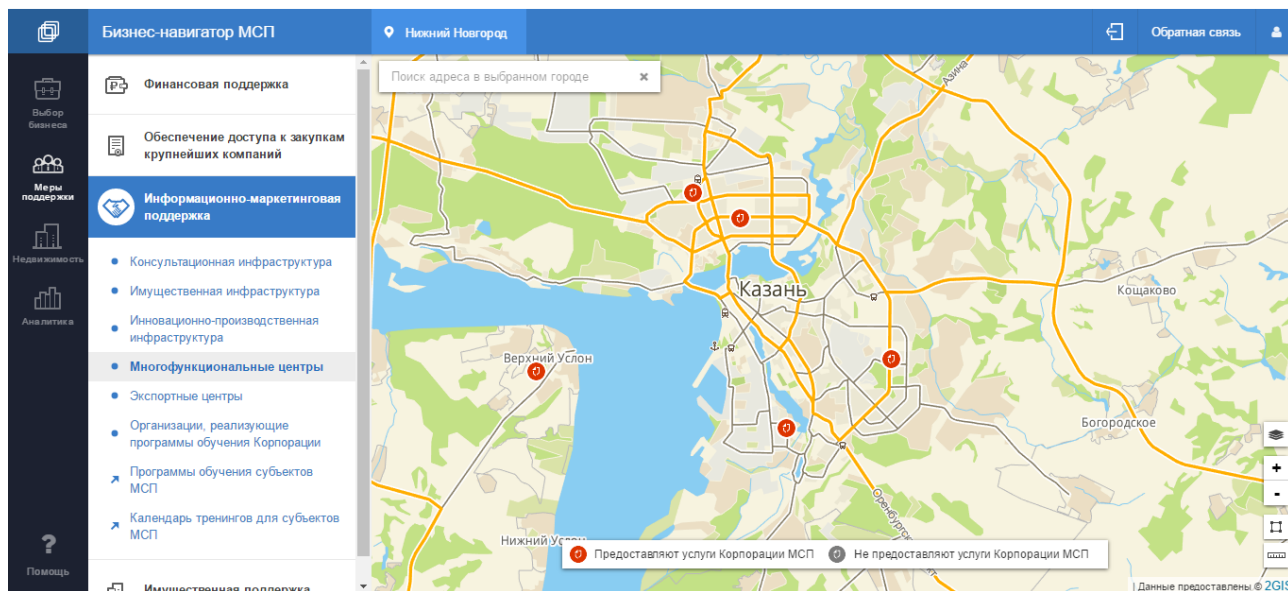 Бизнес-навигатор МСП
Нижний Новгород
Обратная связь
Выбор
бизнеса
Меры
поддержки
Недвижимость
Аналитика
?
Помощь
Финансовая поддержка
Обеспечение доступа к закупкам
крупнейших компаний
Информационно-маркетинговая
поддержка
Консультационная инфраструктура
Имущественная инфраструктура
Инновационно-производственная
инфраструктура
Многофункциональные центры
Экспортные центры
Организации, реализующие
программы обучения Корпорации
Программы обучения субъектов
МСП
Календарь тренингов для субъектов
МСП
Имущественная поддержка
Поиск адреса в выбранном городе
Азина
Казань
Кощаково
Верхний Услон
Богородское
Оренбургск
Нижний Услон
+
-
Предоставляют услуги Корпорации МСП
Не предоставляют услуги Корпорации МСП
Данные предоставлены © 2GIS